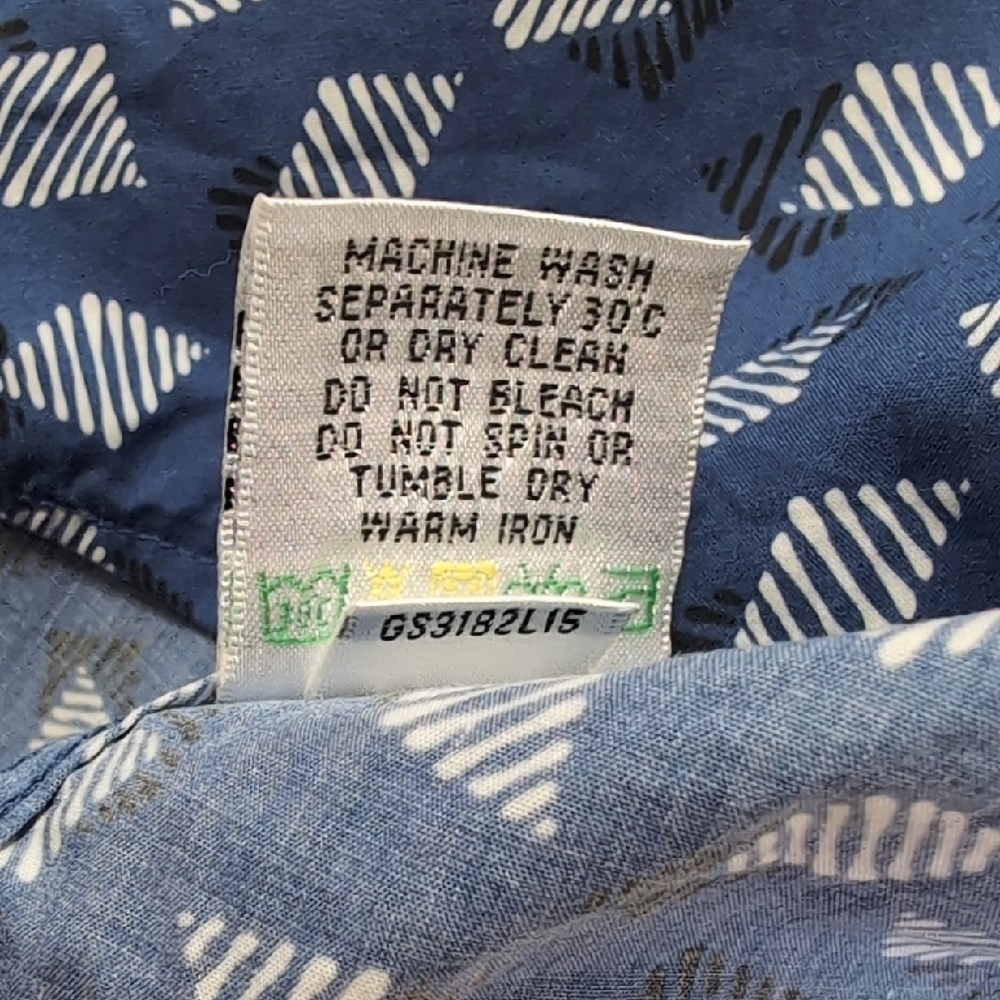 MACHINE WASH
SEPARATELY 30°C
OR DRY CLEAN
DO NOT BLEACH
DO NOT SPIN OR
TUMBLE DRY
WARM IRON
GS3182L15